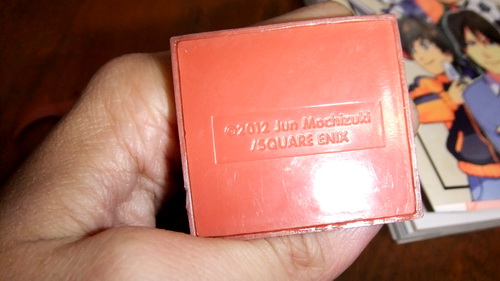 ©2012 Jun Mochizuki
/SQUARE ENIX